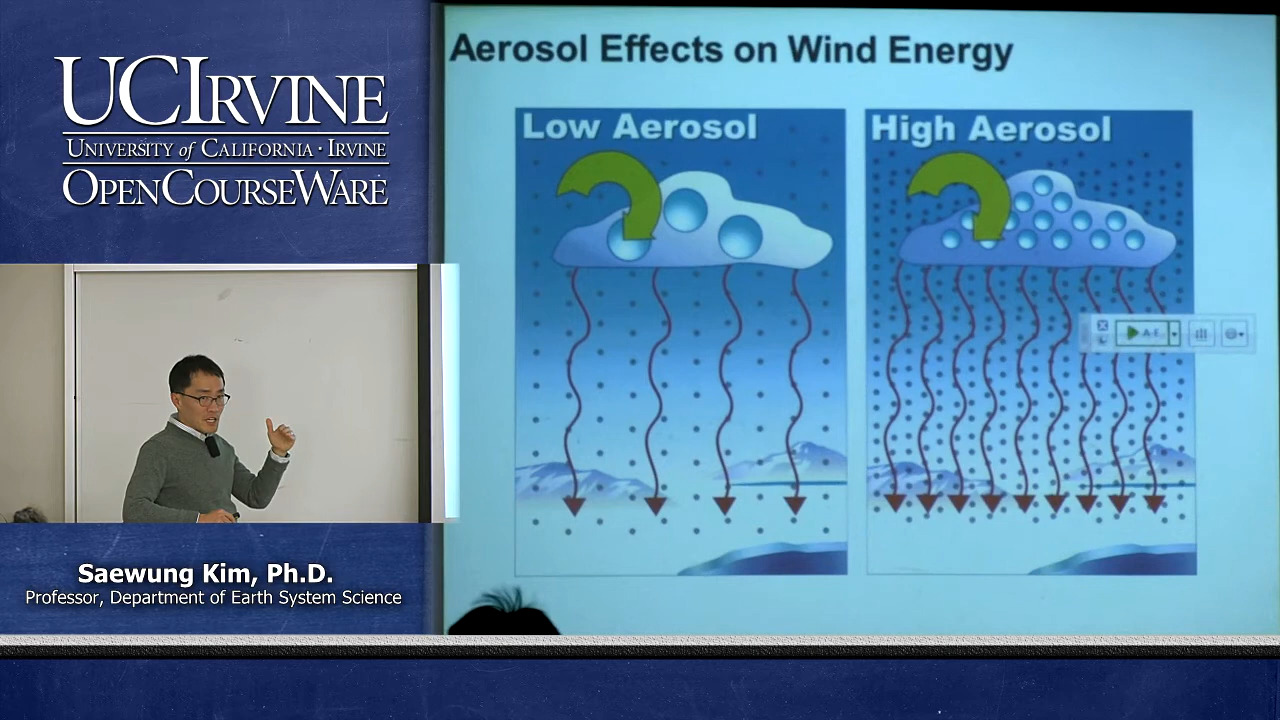 UCIRVINE
UNIVERSITY of CALIFORNIA · IRVINE
OPENCOURSEWARE
Saewung Kim, Ph.D.
Professor, Department of Earth System Science
Aerosol Effects on Wind Energy
Low Aerosol
High Aerosol